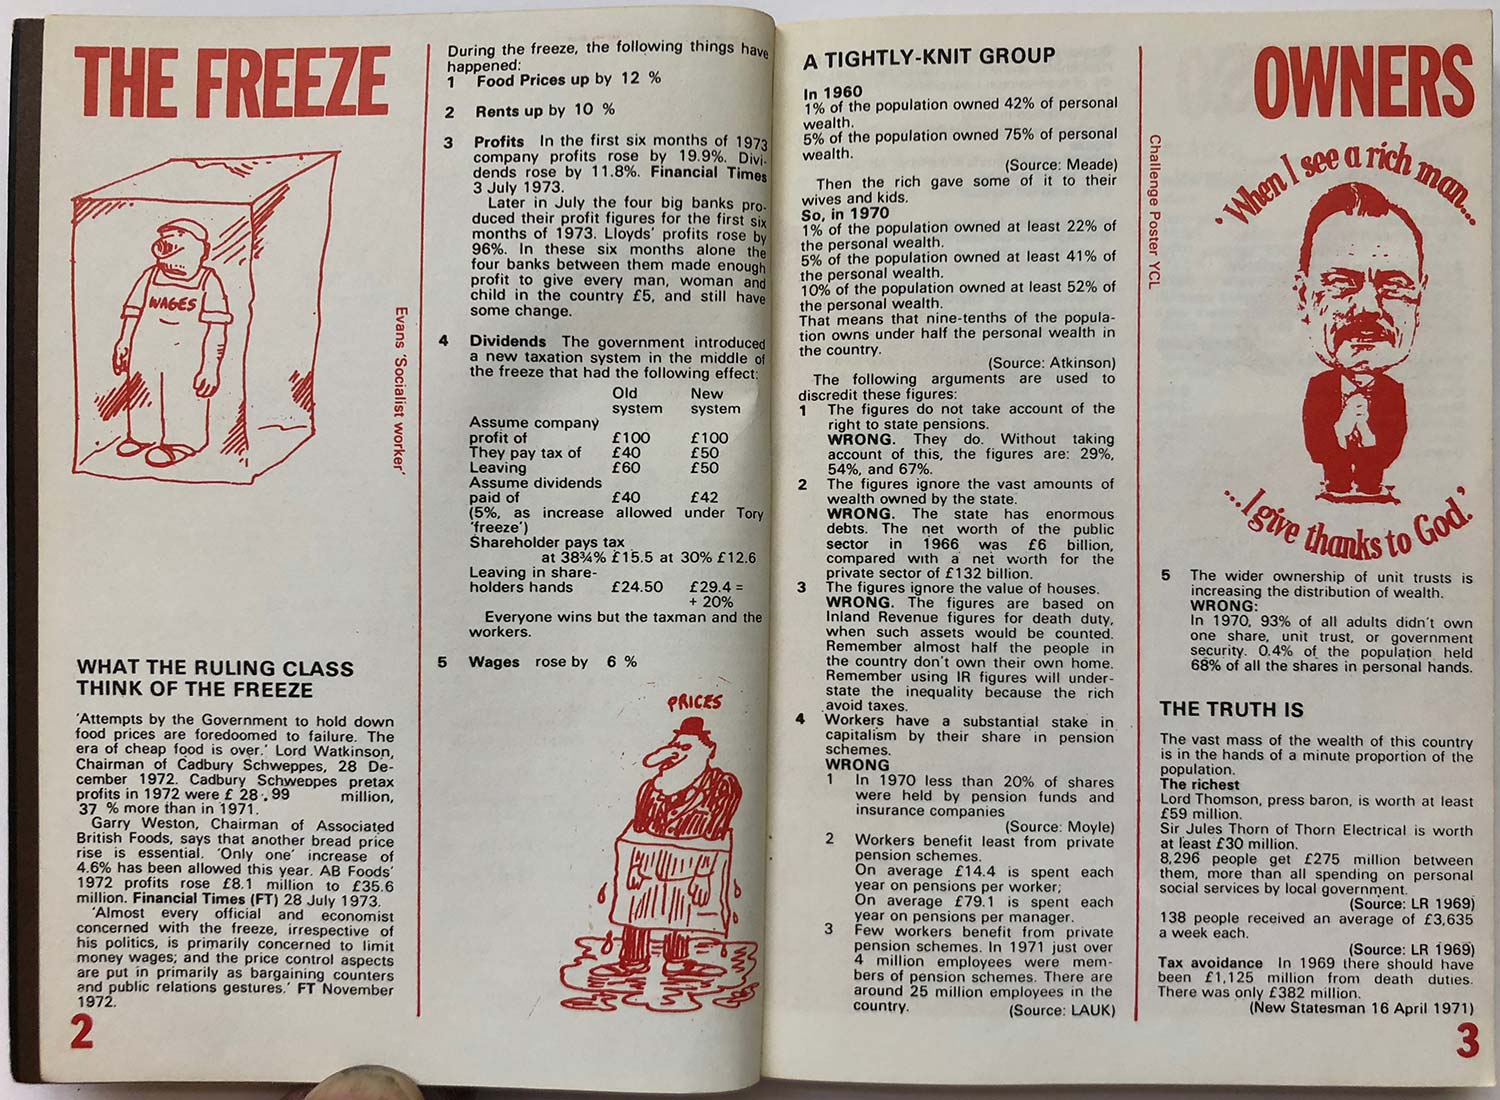 THE FREEZE
WAGES
Evans 'Socialist worker'
WHAT THE RULING CLASS
THINK OF THE FREEZE
'Attempts by the Government to hold down
food prices are foredoomed to failure. The
era of cheap food is over.' Lord Watkinson,
Chairman of Cadbury Schweppes, 28 De-
cember 1972. Cadbury Schweppes pretax
profits in 1972 were £ 28·.99 million,
37 % more than in 1971.
Garry Weston, Chairman of Associated
British Foods, says that another bread price
rise is essential. 'Only one' increase of
4.6% has been allowed this year. AB Foods'
1972 profits rose £8.1 million to £35.6
million. Financial Times (FT) 28 July 1973.
'Almost every official and economist
concerned with the freeze, irrespective of
his politics, is primarily concerned to limit
money wages; and the price control aspects
are put in primarily as bargaining counters
and public relations gestures.' FT November
1972.
2
During the freeze, the following things have
happened:
1 Food Prices up by 12 %
2 Rents up by 10 %
3 Profits In the first six months of 1973
company profits rose by 19.9%. Divi-
dends rose by 11.8%. Financial Times
3 July 1973.
Later in July the four big banks pro-
duced their profit figures for the first six
months of 1973. Lloyds' profits rose by
96%. In these six months alone the
four banks between them made enough
profit to give every man, woman and
child in the country £5, and still have
some change.
4 Dividends The government introduced
a new taxation system in the middle of
the freeze that had the following effect:
Old New
system system
Assume company
profit of £100 £100
They pay tax of £40 £50
Leaving £60 £50
Assume dividends
paid of £40 £42
(5%, as increase allowed under Tory
'freeze')
Shareholder pays tax
at 38¾% £15.5 at 30% £12.6
Leaving in share-
holders hands £24.50 £29.4 =
+ 20%
Everyone wins but the taxman and the
workers.
5 Wages rose by 6 %
PRICES
A TIGHTLY-KNIT GROUP
In 1960
1% of the population owned 42% of personal
wealth.
5% of the population owned 75% of personal
wealth.
(Source: Meade)
Then the rich gave some of it to their
wives and kids.
So, in 1970
1% of the population owned at least 22% of
the personal wealth.
5% of the population owned at least 41% of
the personal wealth.
10% of the population owned at least 52% of
the personal wealth.
That means that nine-tenths of the popula-
tion owns under half the personal wealth in
the country.
(Source: Atkinson)
The following arguments are used to
discredit these figures:
1 The figures do not take account of the
right to state pensions.
WRONG. They do. Without taking
account of this, the figures are: 29%,
54%, and 67%.
2 The figures ignore the vast amounts of
wealth owned by the state.
WRONG. The state has enormous
debts. The net worth of the public
sector in 1966 was £6 billion,
compared with a net worth for the
private sector of £132 billion.
3 The figures ignore the value of houses.
WRONG. The figures are based on
Inland Revenue figures for death duty,
when such assets would be counted.
Remember almost half the people in
the country don't own their own home.
Remember using IR figures will under-
state the inequality because the rich
avoid taxes.
4 Workers have a substantial stake in
capitalism by their share in pension
schemes.
WRONG
1 In 1970 less than 20% of shares
were held by pension funds and
insurance companies
(Source: Moyle)
2 Workers benefit least from private
pension schemes.
On average £14.4 is spent each
year on pensions per worker;
On average £79.1 is spent each
year on pensions per manager.
3 Few workers benefit from private
pension schemes. In 1971 just over
4 million employees were mem-
bers of pension schemes. There are
around 25 million employees in the
country. (Source: LAUK)
OWNERS
Challenge Poster YCL
'When I see a rich man...
...I give thanks to God.'
5 The wider ownership of unit trusts is
increasing the distribution of wealth.
WRONG:
In 1970, 93% of all adults didn't own
one share, unit trust, or government
security. 0.4% of the population held
68% of all the shares in personal hands.
THE TRUTH IS
The vast mass of the wealth of this country
is in the hands of a minute proportion of the
population.
The richest
Lord Thomson, press baron, is worth at least
£59 million.
Sir Jules Thorn of Thorn Electrical is worth
at least £30 million.
8,296 people get £275 million between
them, more than all spending on personal
social services by local government.
(Source: LR 1969)
138 people received an average of £3,635
a week each.
(Source: LR 1969)
Tax avoidance In 1969 there should have
been £1,125 million from death duties.
There was only £382 million.
(New Statesman 16 April 1971)
3